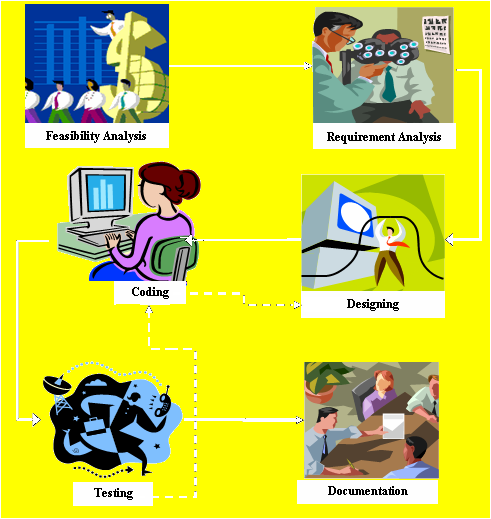 Feasibility Analysis
Requirement Analysis
Coding
Designing
Testing
Documentation